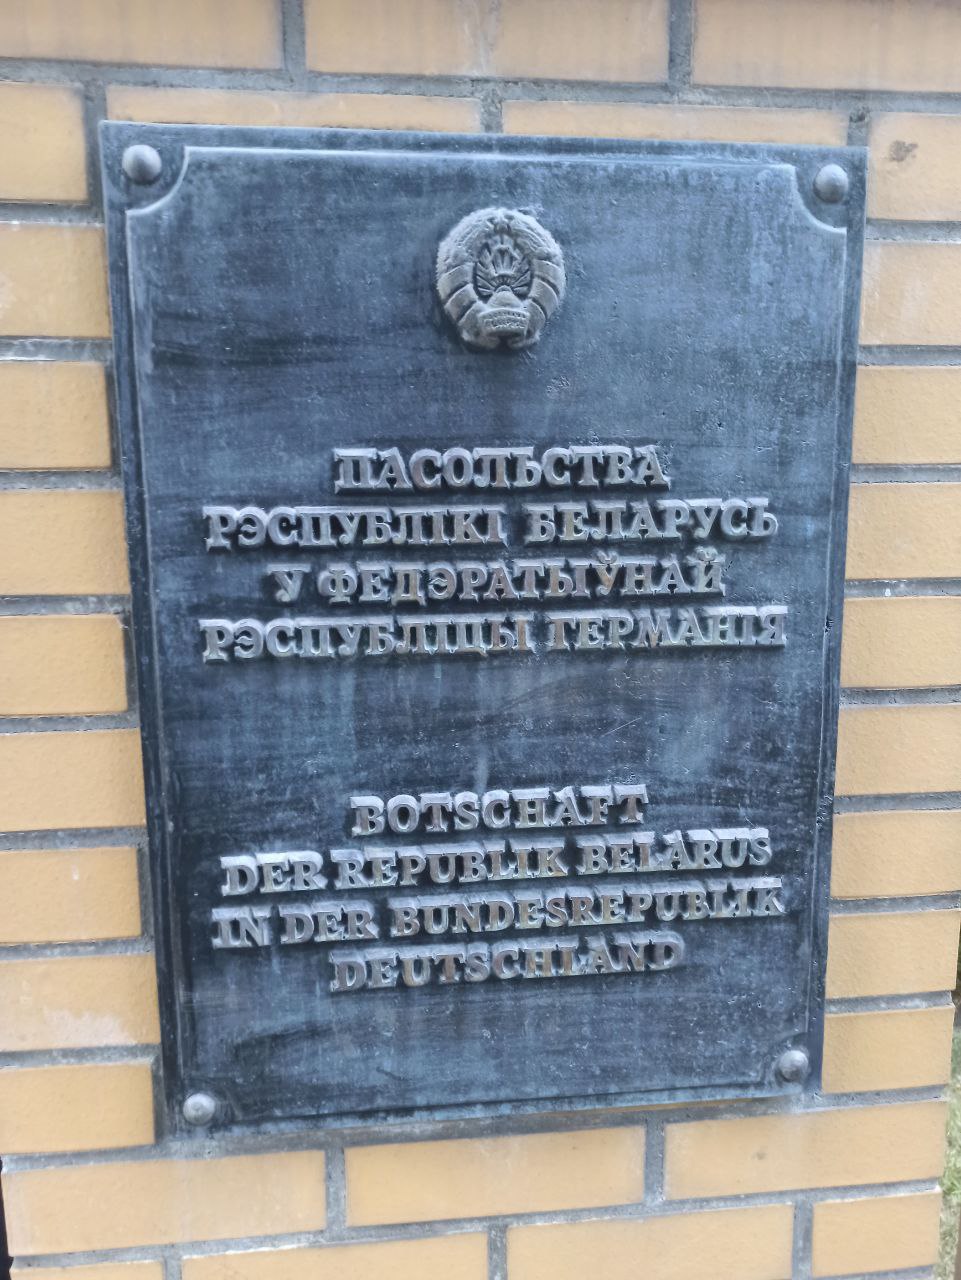 ПАСОЛЬСТВА
РЭСПУБЛІКІ БЕЛАРУСЬ
У ФЕДЭРАТЫЎНАЙ
РЭСПУБЛІЦЫ ГЕРМАНІЯ
BOTSCHAFT
DER REPUBLIK BELARUS
IN DER BUNDESREPUBLIK
DEUTSCHLAND